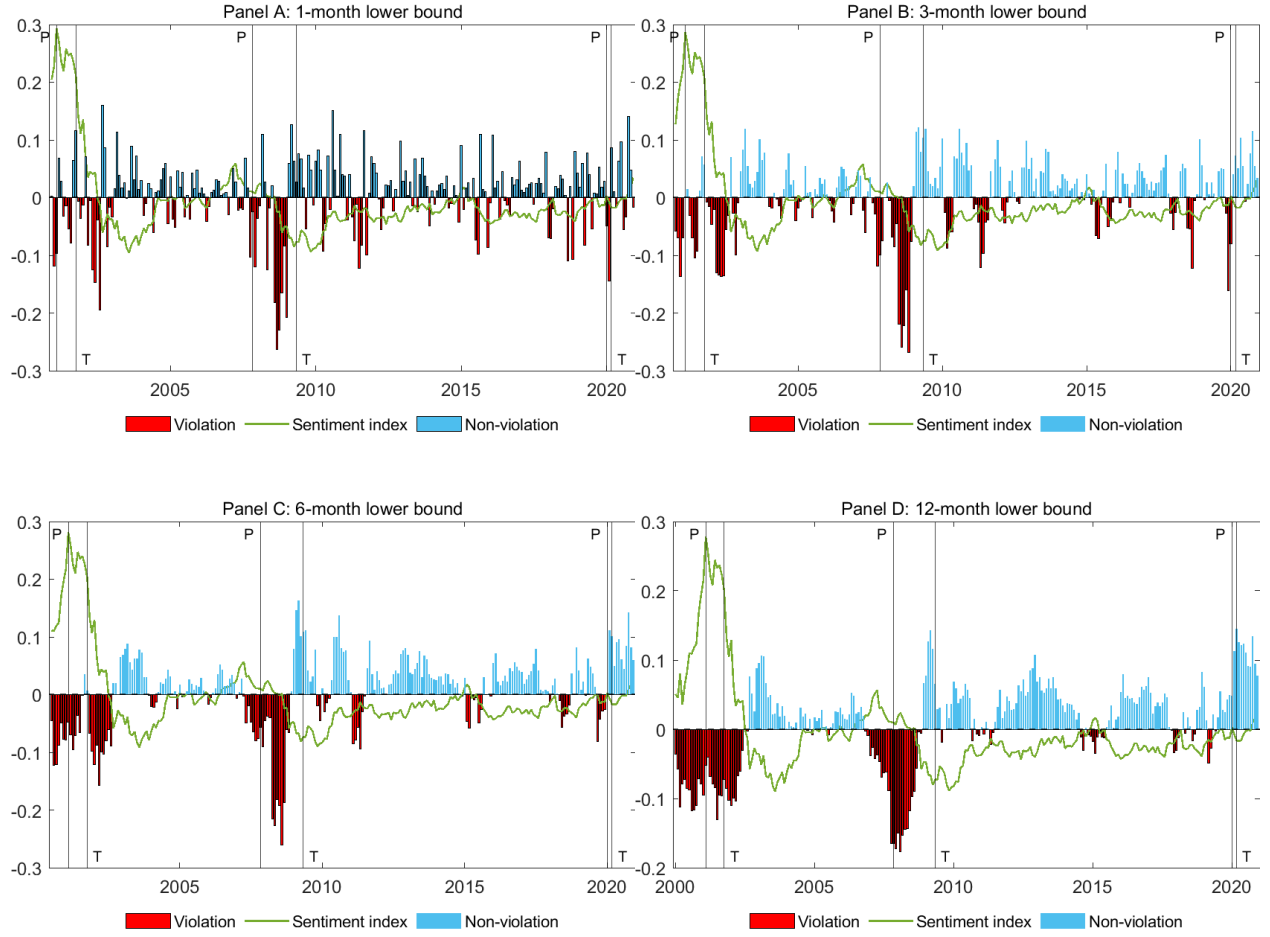 Panel A: 1-month lower bound
0.3
P
P
P
0.2
0.1
0
-0.1
-0.2
T
T
T
-0.3
2005
2010
2015
2020
Violation
Sentiment index
Non-violation
Panel B: 3-month lower bound
0.3
P
P
P
0.2
0.1
0
-0.1
-0.2
T
T
T
-0.3
2005
2010
2015
2020
Violation
Sentiment index
Non-violation
Panel C: 6-month lower bound
0.3
P
P
P
0.2
0.1
0
-0.1
-0.2
T
T
T
-0.3
2005
2010
2015
2020
Violation
Sentiment index
Non-violation
Panel D: 12-month lower bound
0.3
P
P
P
0.2
0.1
0
-0.1
T
T
T
-0.2
2000
2005
2010
2015
2020
Violation
Sentiment index
Non-violation